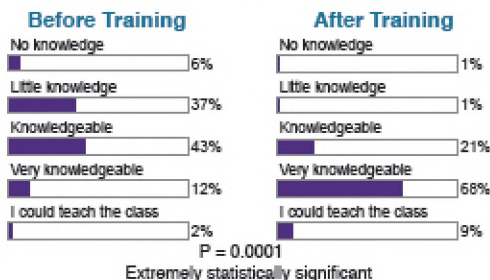 Before Training
No knowledge
6%
Little knowledge
37%
Knowledgeable
43%
Very knowledgeable
12%
I could teach the class
2%
After Training
No knowledge
1%
Little knowledge
1%
Knowledgeable
21%
Very knowledgeable
68%
I could teach the class
9%
P = 0.0001
Extremely statistically significant